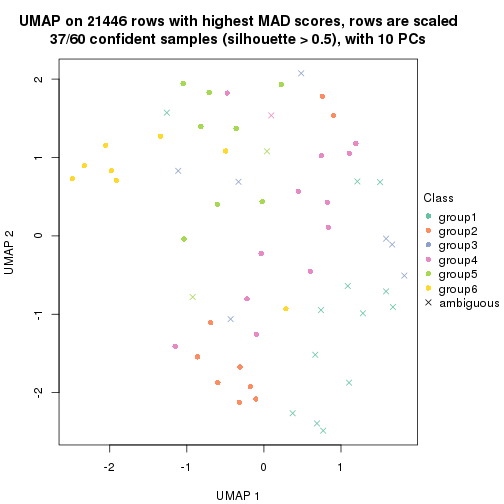 UMAP on 21446 rows with highest MAD scores, rows are scaled
37/60 confident samples (silhouette > 0.5), with 10 PCs
2
1
0
-1
-2
UMAP 2
-2
-1
0
1
UMAP 1
Class
group1
group2
group3
group4
group5
group6
ambiguous